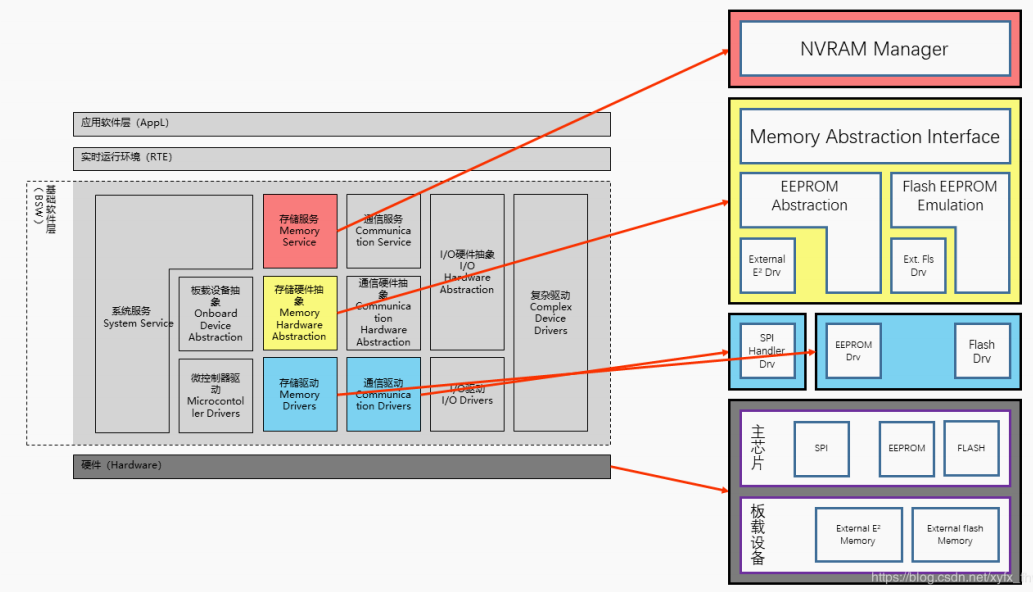 应用软件层（AppL）
实时运行环境（RTE）
基础软件层
（BSW）
系统服务
System Service
存储服务
Memory
Service
通信服务
Communica
tion Service
I/O硬件抽象
I/O
Hardware
Abstraction
复杂驱动
Complex
Device
Drivers
板载设备抽
象
Onboard
Device
Abstraction
存储硬件抽
象
Memory
Hardware
Abstraction
通信硬件抽
象
Communica
tion
Hardware
Abstraction
微控制器驱
动
Microcontol
ler Drivers
存储驱动
Memory
Drivers
通信驱动
Communica
tion Drivers
I/O驱动
I/O Drivers
硬件（Hardware）
NVRAM Manager
Memory Abstraction Interface
EEPROM
Abstraction
Flash EEPROM
Emulation
External
E² Drv
Ext. Fls
Drv
SPI
Handler
Drv
EEPROM
Drv
Flash
Drv
主芯片
SPI
EEPROM
FLASH
板载设备
External E²
Memory
External flash
Memory